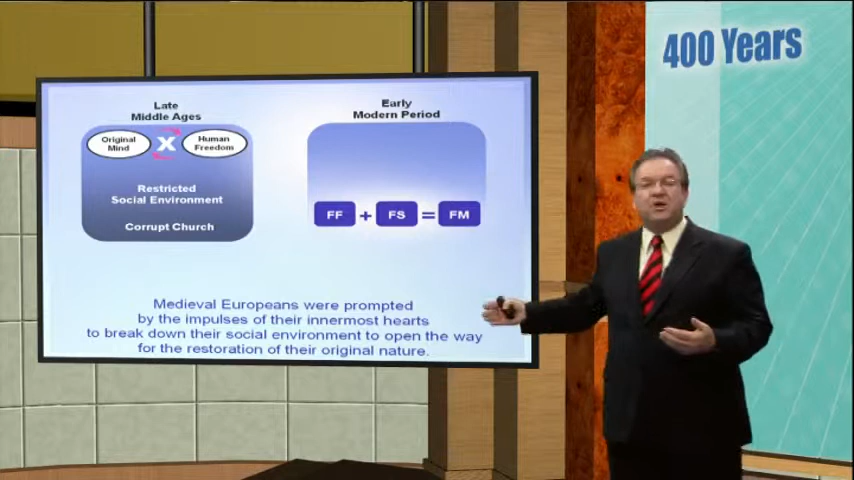 400 Years
Late
Middle Ages
Original
Mind
X
Human
Freedom
Restricted
Social Environment
Corrupt Church
Early
Modern Period
FF + FS = FM
Medieval Europeans were prompted
by the impulses of their innermost hearts
to break down their social environment to open the way
for the restoration of their original nature.